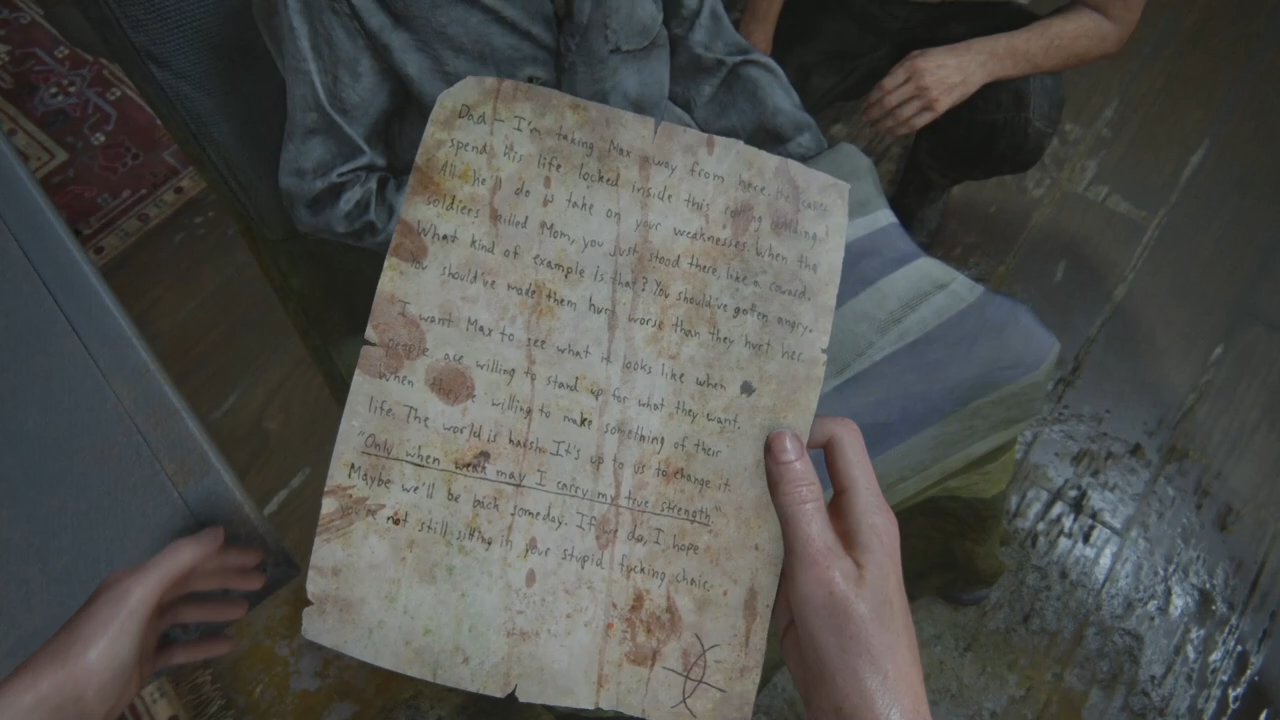 Dad - I'm taking Max away from here. He can't
spend his life locked inside this rotting building!
All he'll do is take on your weaknesses. When the
soldiers killed Mom, you just stood there, like a coward.
What kind of example is that? You should've gotten angry.
You should've made them hurt worse than they hurt her.
I want Max to see what it looks like when
people are willing to stand up for what they want.
When they're willing to make something of their
life. The world is harsh. It's up to us to change it.
"Only when weak may I carry my true strength."
Maybe we'll be back someday. If we do, I hope
you're not still sitting in your stupid fucking chair.